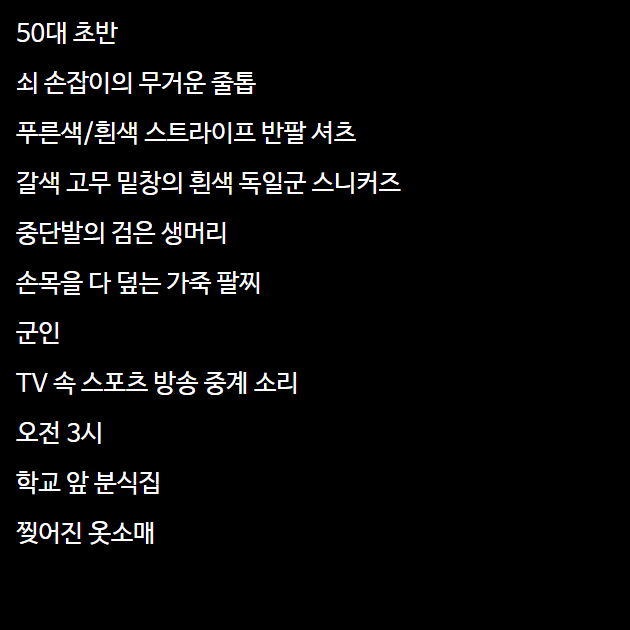 50대 초반
쇠 손잡이의 무거운 줄톱
푸른색/흰색 스트라이프 반팔 셔츠
갈색 고무 밑창의 흰색 독일군 스니커즈
중단발의 검은 생머리
손목을 다 덮는 가죽 팔찌
군인
TV 속 스포츠 방송 중계 소리
오전 3시
학교 앞 분식집
찢어진 옷소매